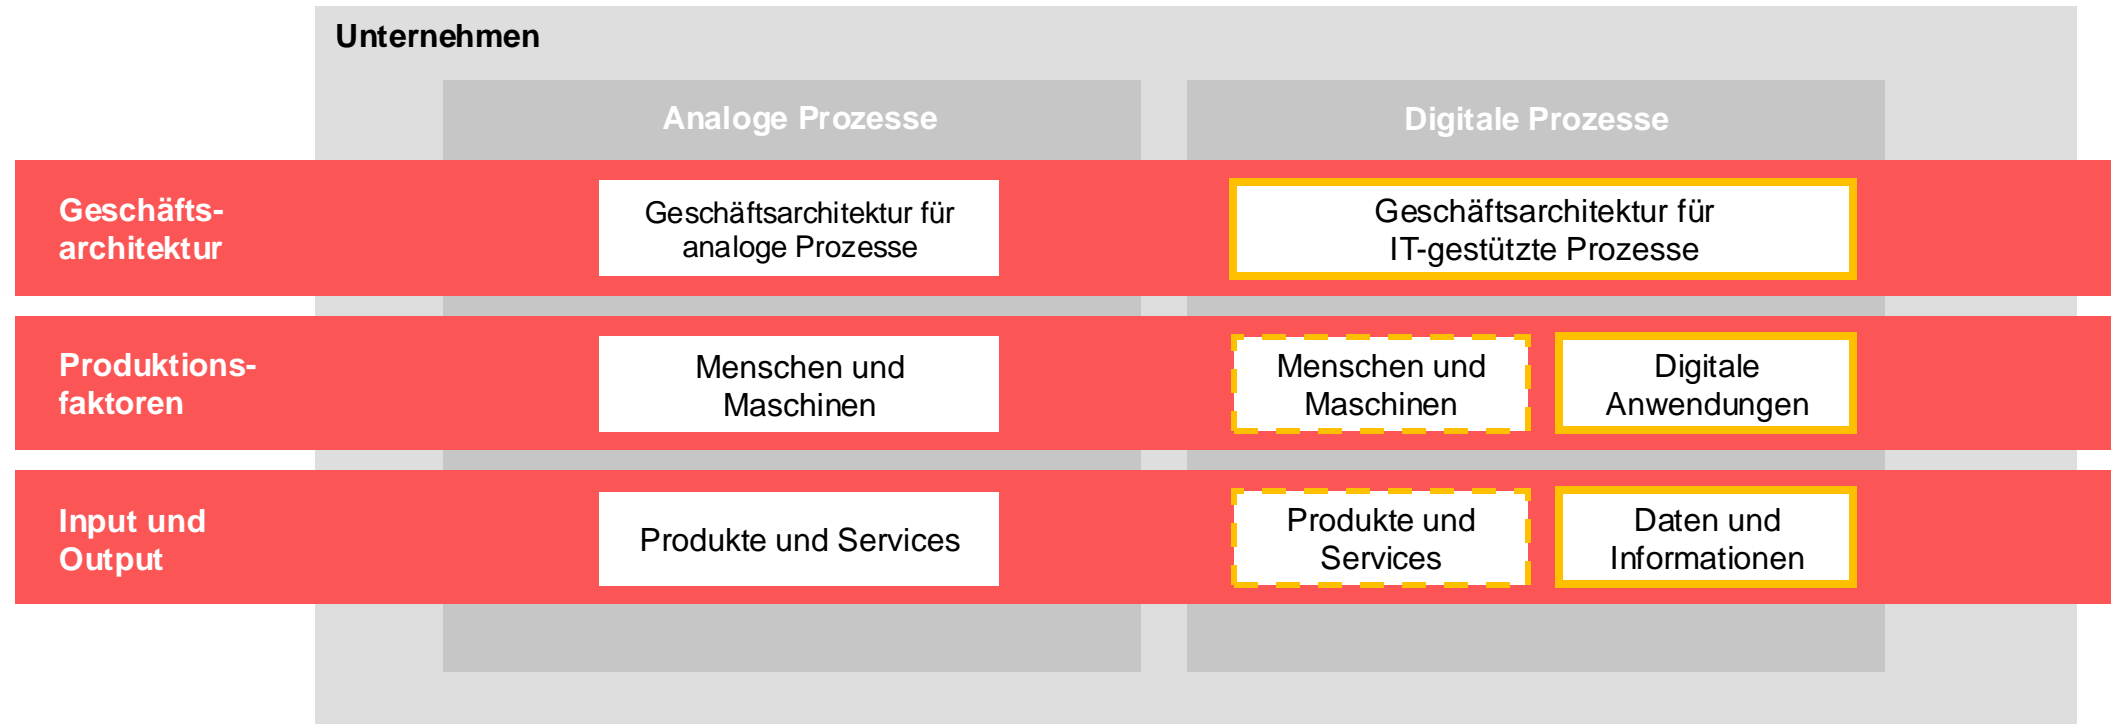 Unternehmen
Analoge Prozesse
Digitale Prozesse
Geschäfts-
architektur
Geschäftsarchitektur für
analoge Prozesse
Geschäftsarchitektur für
IT-gestützte Prozesse
Produktions-
faktoren
Menschen und
Maschinen
Menschen und
Maschinen
Digitale
Anwendungen
Input und
Output
Produkte und Services
Produkte und
Services
Daten und
Informationen